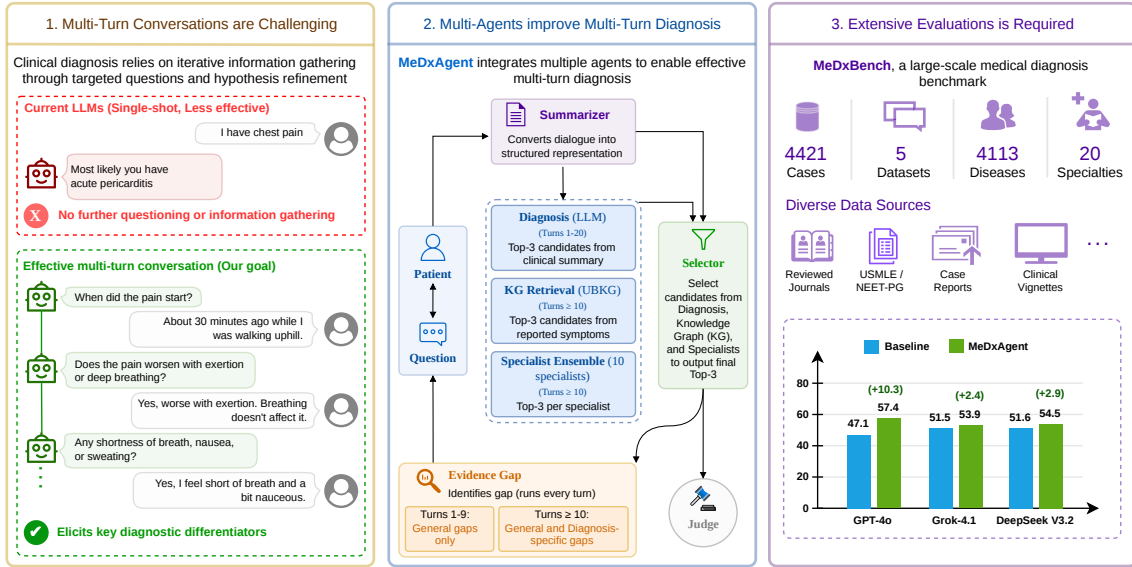 1. Multi-Turn Conversations are Challenging
Clinical diagnosis relies on iterative information gathering
through targeted questions and hypothesis refinement
Current LLMs (Single-shot, Less effective)
I have chest pain
Most likely you have
acute pericarditis
X
No further questioning or information gathering
Effective multi-turn conversation (Our goal)
When did the pain start?
About 30 minutes ago while I
was walking uphill.
Does the pain worsen with exertion
or deep breathing?
Yes, worse with exertion. Breathing
doesn't affect it.
Any shortness of breath, nausea,
or sweating?
Yes, I feel short of breath and a
bit nauceous.
Elicits key diagnostic differentiators
2. Multi-Agents improve Multi-Turn Diagnosis
MeDxAgent integrates multiple agents to enable effective
multi-turn diagnosis
Summarizer
Converts dialogue into
structured representation
Patient
Question
Diagnosis (LLM)
(Turns 1-20)
Top-3 candidates from
clinical summary
KG Retrieval (UBKG)
(Turns ≥ 10)
Top-3 candidates from
reported symptoms
Specialist Ensemble (10
specialists)
(Turns ≥ 10)
Top-3 per specialist
Selector
Select
candidates from
Diagnosis,
Knowledge
Graph (KG),
and Specialists
to output final
Top-3
Evidence Gap
Identifies gap (runs every turn)
Turns 1-9:
General gaps
only
Turns ≥ 10:
General and Diagnosis-
specific gaps
Judge
3. Extensive Evaluations is Required
MeDxBench, a large-scale medical diagnosis
benchmark
4421
Cases
5
Datasets
4113
Diseases
20
Specialties
Diverse Data Sources
Reviewed
Journals
USMLE /
NEET-PG
Case
Reports
Clinical
Vignettes
...
Baseline
MeDxAgent
80
60
40
20
0
47.1
57.4
(+10.3)
51.5
53.9
(+2.4)
51.6
54.5
(+2.9)
GPT-4o
Grok-4.1
DeepSeek V3.2